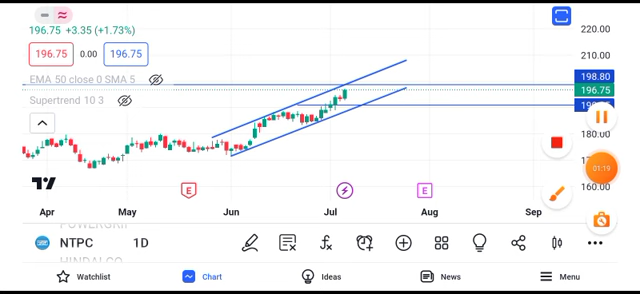 196.75 +3.35 (+1.73%)
196.75 0.00 196.75
EMA 50 close 0 SMA 5
Supertrend 10 3
220.00
210.00
198.80
196.75
180.00
160.00
01:19
E
E
Apr May Jun Jul Aug Sep
POWERGRID
NTPC 1D
HINDALCO
Watchlist Chart Ideas News Menu